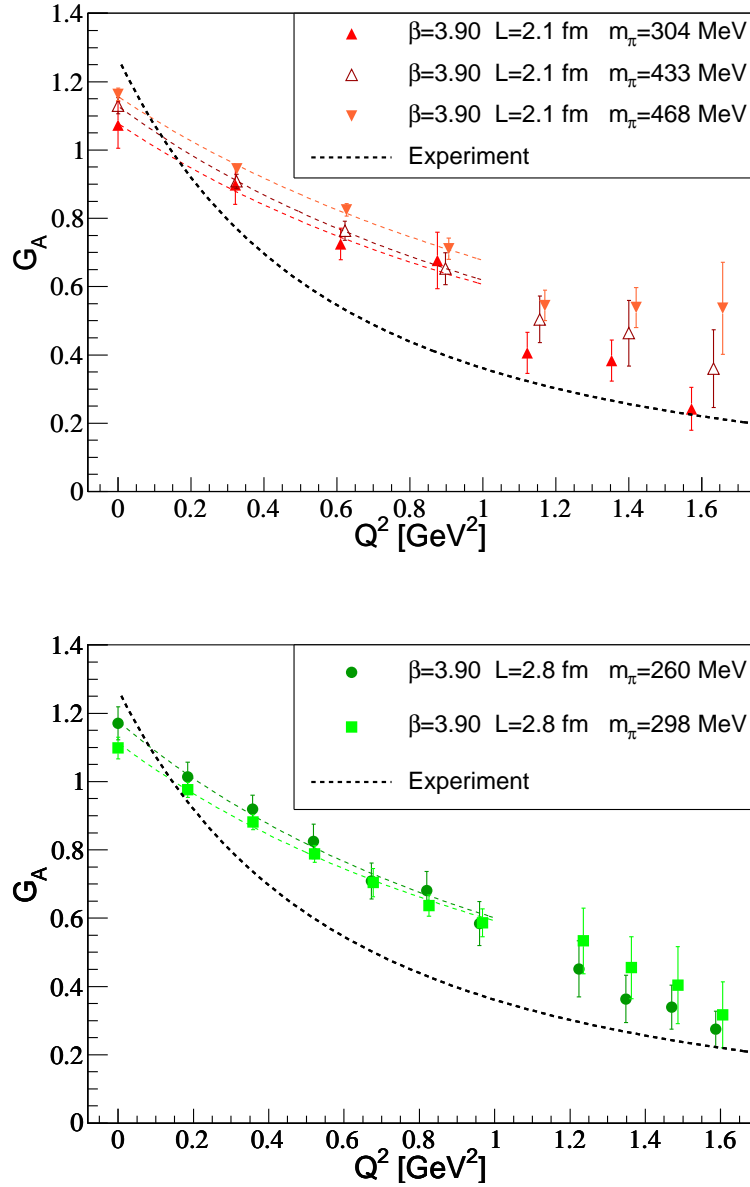 1.4
β=3.90 L=2.1 fm mπ=304 MeV
β=3.90 L=2.1 fm mπ=433 MeV
β=3.90 L=2.1 fm mπ=468 MeV
Experiment
1.2
1
0.8
0.6
0.4
0.2
0
G_A
0 0.2 0.4 0.6 0.8 1 1.2 1.4 1.6
Q² [GeV²]
1.4
β=3.90 L=2.8 fm mπ=260 MeV
β=3.90 L=2.8 fm mπ=298 MeV
Experiment
1.2
1
0.8
0.6
0.4
0.2
0
G_A
0 0.2 0.4 0.6 0.8 1 1.2 1.4 1.6
Q² [GeV²]